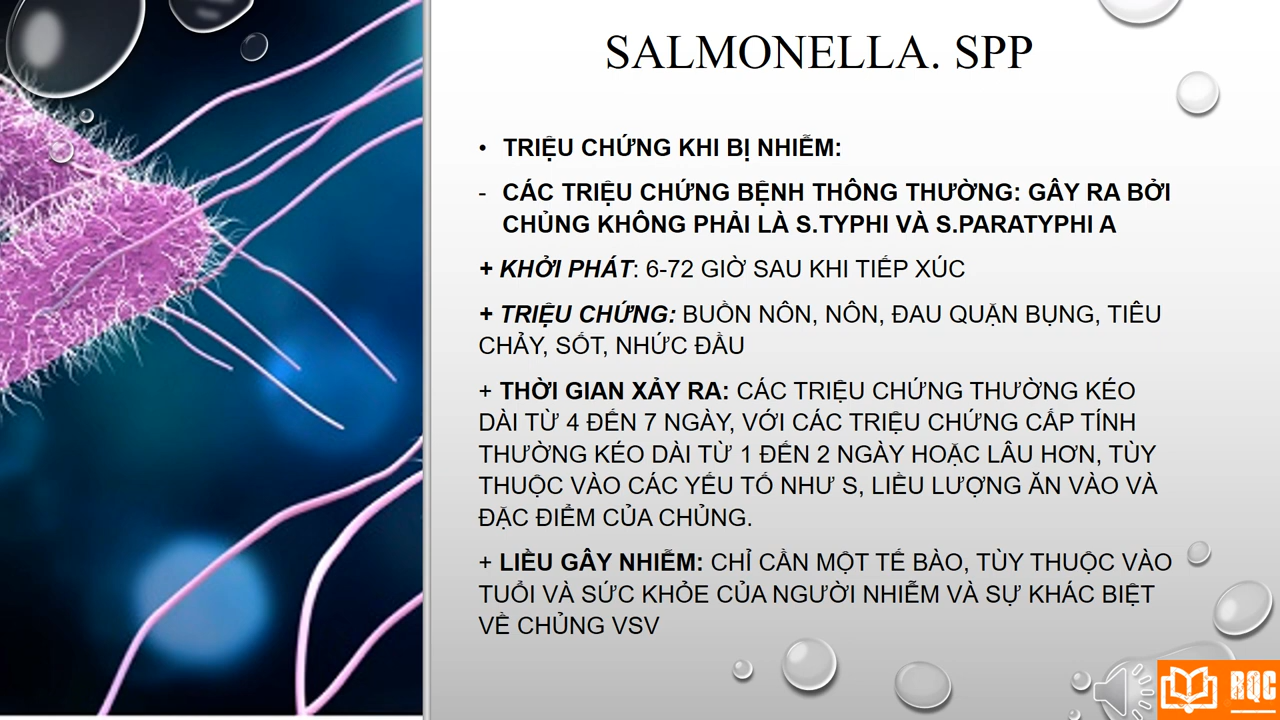 SALMONELLA. SPP
• TRIỆU CHỨNG KHI BỊ NHIỄM:
- CÁC TRIỆU CHỨNG BỆNH THÔNG THƯỜNG: GÂY RA BỞI
CHỦNG KHÔNG PHẢI LÀ S.TYPHI VÀ S.PARATYPHI A
+ KHỞI PHÁT: 6-72 GIỜ SAU KHI TIẾP XÚC
+ TRIỆU CHỨNG: BUỒN NÔN, NÔN, ĐAU QUẶN BỤNG, TIÊU
CHẢY, SỐT, NHỨC ĐẦU
+ THỜI GIAN XẢY RA: CÁC TRIỆU CHỨNG THƯỜNG KÉO
DÀI TỪ 4 ĐẾN 7 NGÀY, VỚI CÁC TRIỆU CHỨNG CẤP TÍNH
THƯỜNG KÉO DÀI TỪ 1 ĐẾN 2 NGÀY HOẶC LÂU HƠN, TÙY
THUỘC VÀO CÁC YẾU TỐ NHƯ S, LIỀU LƯỢNG ĂN VÀO VÀ
ĐẶC ĐIỂM CỦA CHỦNG.
+ LIỀU GÂY NHIỄM: CHỈ CẦN MỘT TẾ BÀO, TÙY THUỘC VÀO
TUỔI VÀ SỨC KHỎE CỦA NGƯỜI NHIỄM VÀ SỰ KHÁC BIỆT
VỀ CHỦNG VSV
RQC